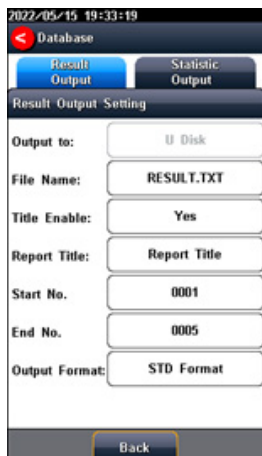 2022/05/15 19:33:19
Database
Result Statistic
Output Output
Result Output Setting
Output to: U Disk
File Name: RESULT.TXT
Title Enable: Yes
Report Title: Report Title
Start No. 0001
End No. 0005
Output Format: STD Format
Back